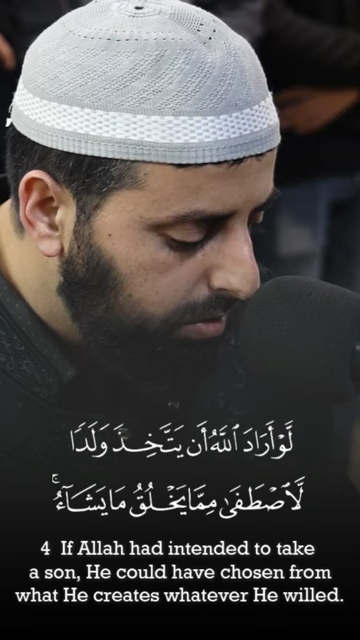 لَّوْ أَرَادَ ٱللَّهُ أَن يَتَّخِذَ وَلَدًا
لَّٱصْطَفَىٰ مِمَّا يَخْلُقُ مَا يَشَآءُ ۚ
4 If Allah had intended to take
a son, He could have chosen from
what He creates whatever He willed.